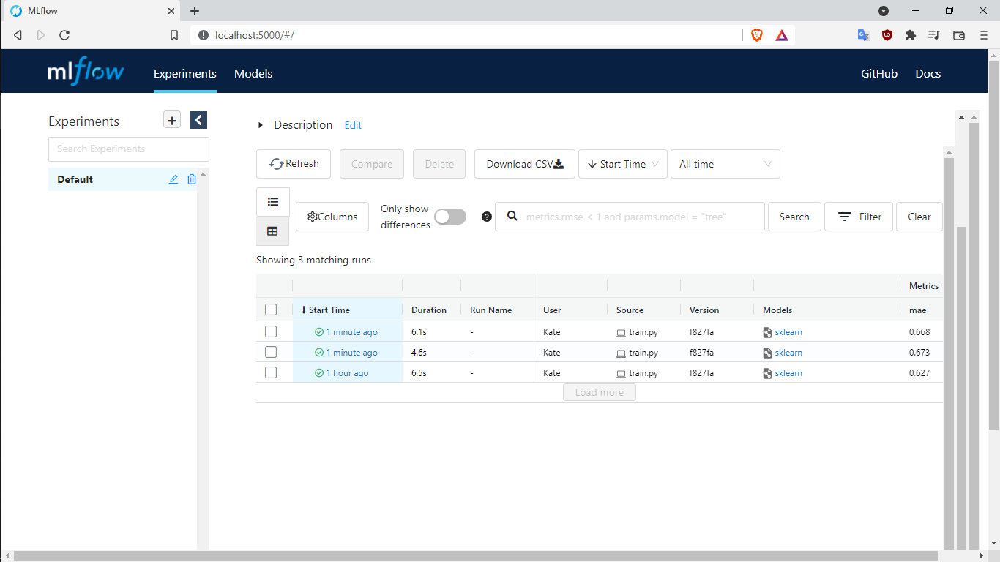 MLflow
localhost:5000/#/
mlflow Experiments Models GitHub Docs
Experiments
Search Experiments
Default
Description Edit
Refresh Compare Delete Download CSV Start Time All time
Columns Only show differences metrics.rmse < 1 and params.model = "tree" Search Filter Clear
Showing 3 matching runs
Metrics
Start Time Duration Run Name User Source Version Models mae
1 minute ago 6.1s - Kate train.py f827fa sklearn 0.668
1 minute ago 4.6s - Kate train.py f827fa sklearn 0.673
1 hour ago 6.5s - Kate train.py f827fa sklearn 0.627
Load more